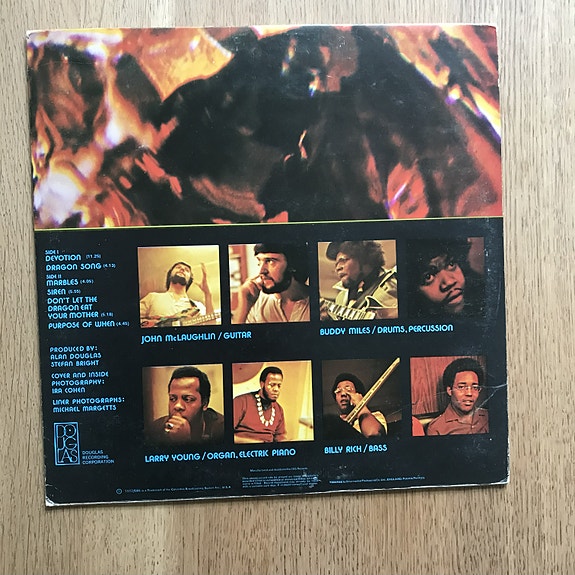 SIDE I
DEVOTION (11.25)
DRAGON SONG (4.13)
SIDE II
MARBLES (4.05)
SIREN (5.55)
DON'T LET THE
DRAGON EAT
YOUR MOTHER (5.18)
PURPOSE OF WHEN (4.45)
PRODUCED BY:
ALAN DOUGLAS
STEFAN BRIGHT
COVER AND INSIDE
PHOTOGRAPHY:
IRA COHEN
LINER PHOTOGRAPHS:
MICHAEL MARGETTS
DOUGLAS
DOUGLAS
RECORDING
CORPORATION
JOHN McLAUGHLIN / GUITAR
BUDDY MILES / DRUMS, PERCUSSION
LARRY YOUNG / ORGAN, ELECTRIC PIANO
BILLY RICH / BASS